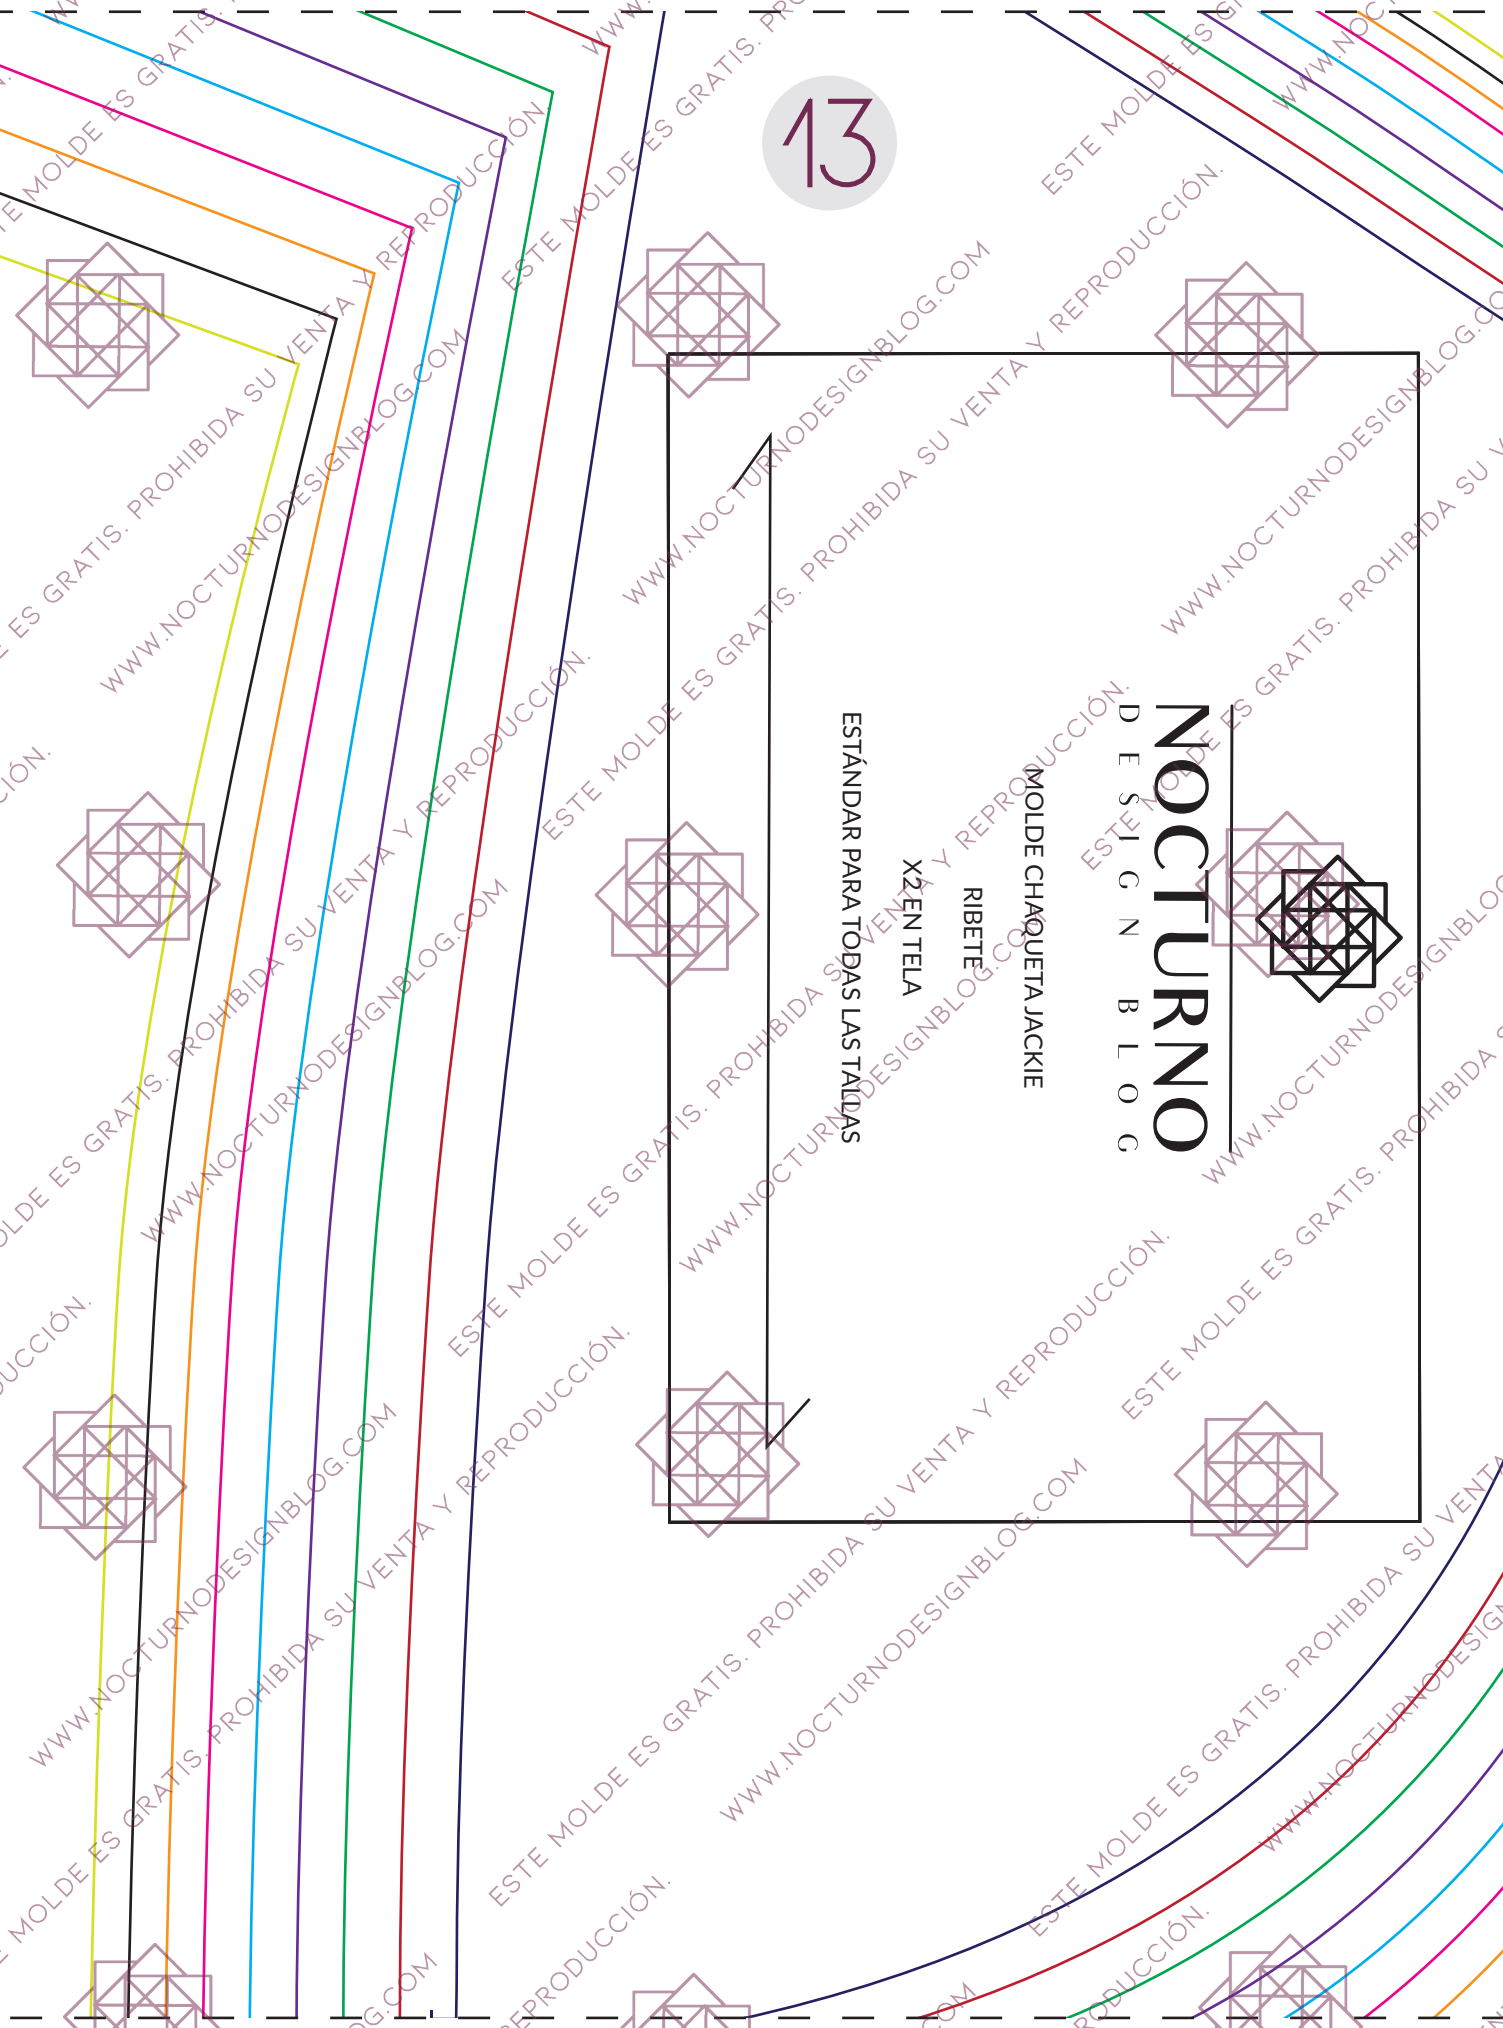 13
NOCTURNO
DESIGN BLOG
MOLDE CHAQUETA JACKIE
RIBETE
X2 EN TELA
ESTÁNDAR PARA TODAS LAS TALLAS
ESTE MOLDE ES GRATIS. PROHIBIDA SU VENTA Y REPRODUCCIÓN.
WWW.NOCTURNODESIGNBLOG.COM